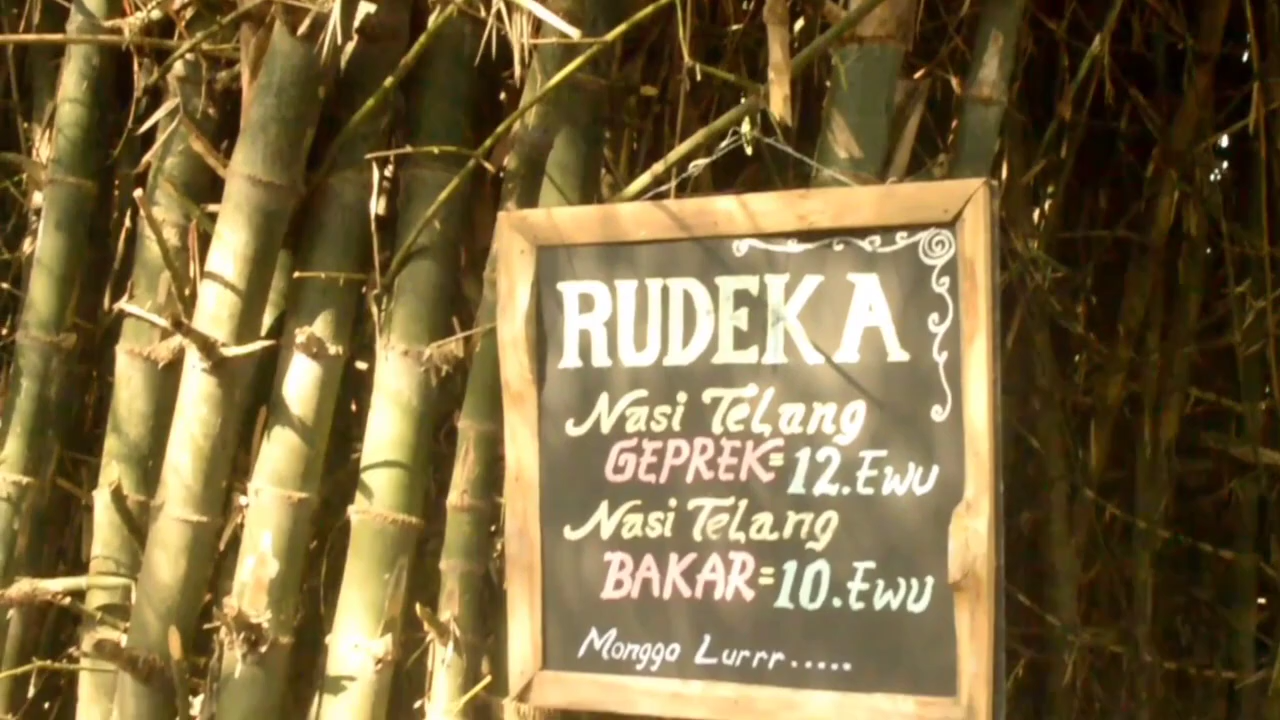 RUDEKA
Nasi Telang
GEPREK = 12.Ewu
Nasi Telang
BAKAR = 10.Ewu
Monggo Lurrr.....